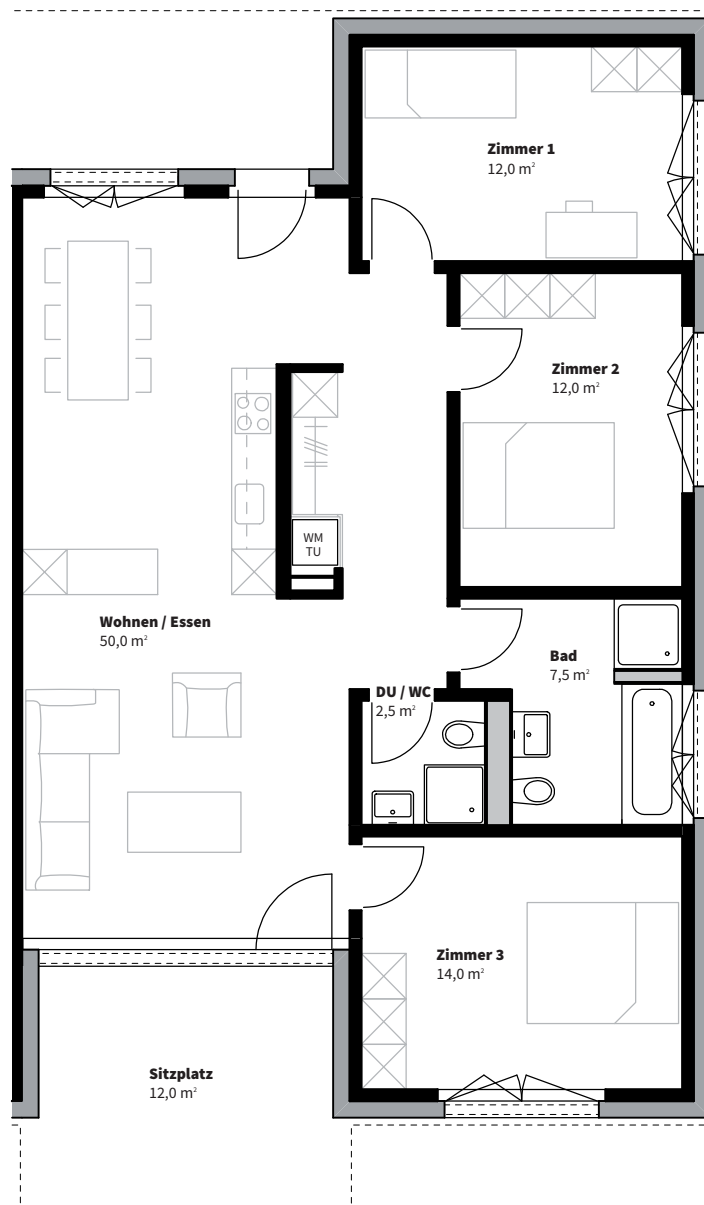 Zimmer 1
12,0 m²
Zimmer 2
12,0 m²
WM
TU
Wohnen / Essen
50,0 m²
Bad
7,5 m²
DU / WC
2,5 m²
Zimmer 3
14,0 m²
Sitzplatz
12,0 m²